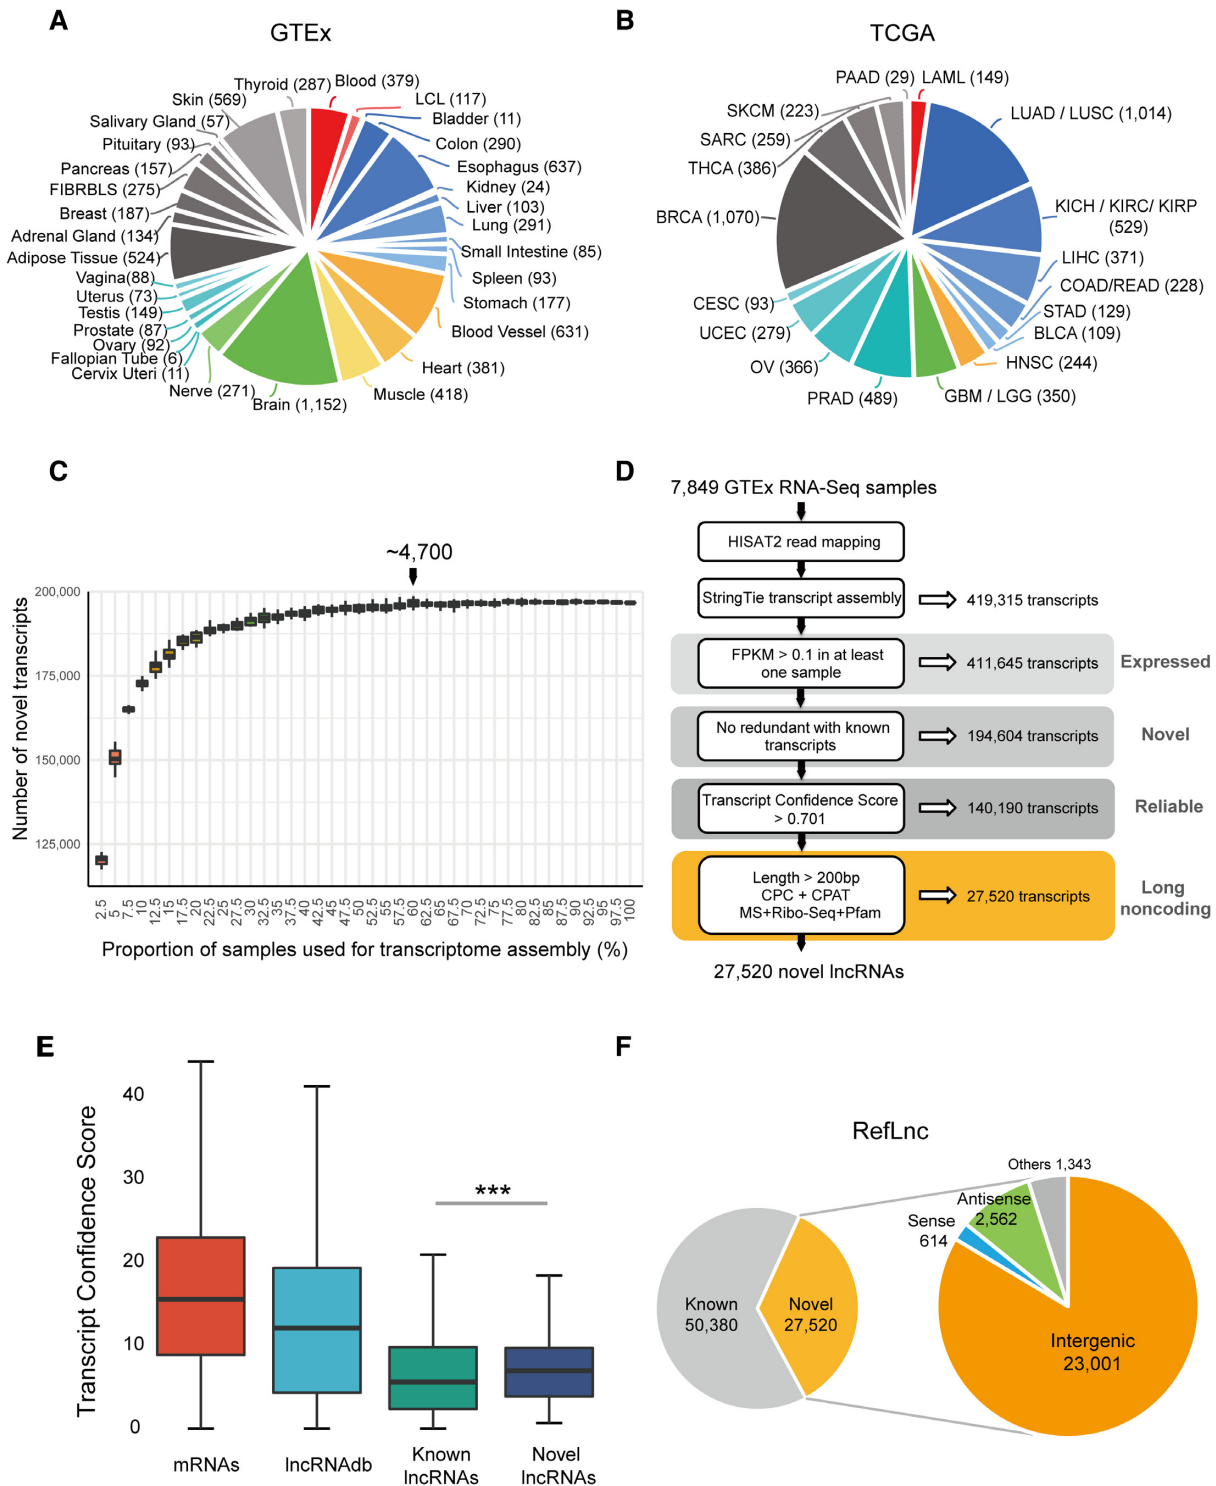 A
GTEx
Thyroid (287)
Blood (379)
LCL (117)
Bladder (11)
Colon (290)
Esophagus (637)
Kidney (24)
Liver (103)
Lung (291)
Small Intestine (85)
Spleen (93)
Stomach (177)
Blood Vessel (631)
Heart (381)
Muscle (418)
Brain (1,152)
Nerve (271)
Cervix Uteri (11)
Fallopian Tube (6)
Ovary (92)
Prostate (87)
Testis (149)
Uterus (73)
Vagina(88)
Adipose Tissue (524)
Adrenal Gland (134)
Breast (187)
FIBRBLS (275)
Pancreas (157)
Pituitary (93)
Salivary Gland (57)
Skin (569)
B
TCGA
PAAD (29)
LAML (149)
LUAD / LUSC (1,014)
KICH / KIRC/ KIRP
(529)
LIHC (371)
COAD/READ (228)
STAD (129)
BLCA (109)
HNSC (244)
GBM / LGG (350)
PRAD (489)
OV (366)
UCEC (279)
CESC (93)
BRCA (1,070)
THCA (386)
SARC (259)
SKCM (223)
C
~4,700
Number of novel transcripts
200,000
175,000
150,000
125,000
2.5
5
7.5
10
12.5
15
17.5
20
22.5
25
27.5
30
32.5
35
37.5
40
42.5
45
47.5
50
52.5
55
57.5
60
62.5
65
67.5
70
72.5
75
77.5
80
82.5
85
87.5
90
92.5
95
97.5
100
Proportion of samples used for transcriptome assembly (%)
D
7,849 GTEx RNA-Seq samples
HISAT2 read mapping
StringTie transcript assembly
419,315 transcripts
FPKM > 0.1 in at least
one sample
411,645 transcripts
Expressed
No redundant with known
transcripts
194,604 transcripts
Novel
Transcript Confidence Score
> 0.701
140,190 transcripts
Reliable
Length > 200bp
CPC + CPAT
MS+Ribo-Seq+Pfam
27,520 transcripts
Long
noncoding
27,520 novel lncRNAs
E
Transcript Confidence Score
40
30
20
10
0
***
mRNAs
lncRNAdb
Known
lncRNAs
Novel
lncRNAs
F
RefLnc
Known
50,380
Novel
27,520
Others 1,343
Antisense
2,562
Sense
614
Intergenic
23,001